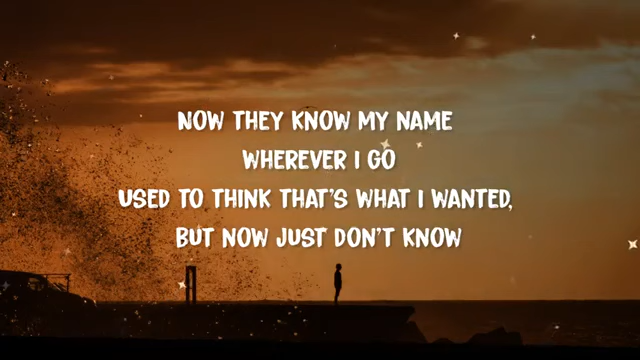 NOW THEY KNOW MY NAME
WHEREVER I GO
USED TO THINK THAT'S WHAT I WANTED,
BUT NOW JUST DON'T KNOW